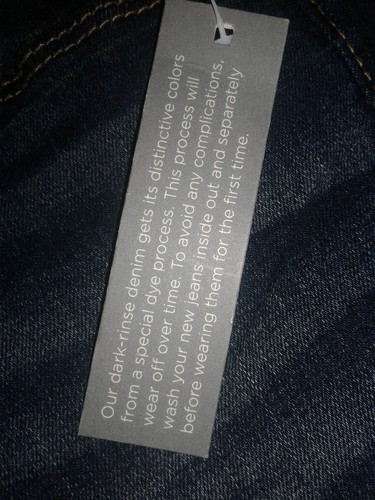 Our dark-rinse denim gets its distinctive colors
from a special dye process. This process will
wear off over time. To avoid any complications,
wash your new jeans inside out and separately
before wearing them for the first time.